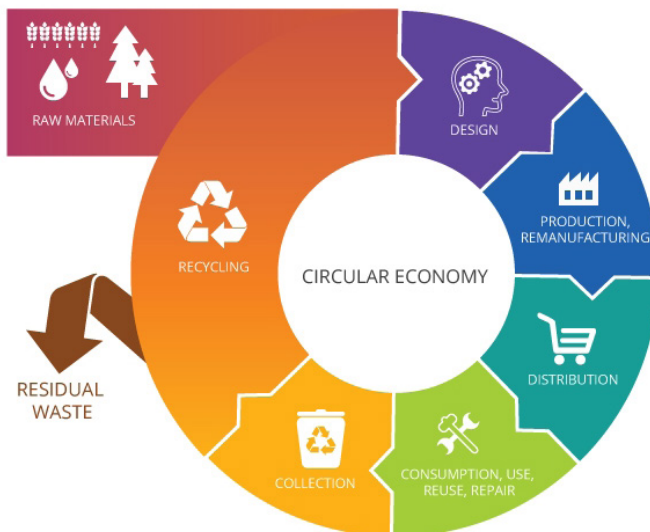 RAW MATERIALS
DESIGN
PRODUCTION,
REMANUFACTURING
DISTRIBUTION
CONSUMPTION, USE,
REUSE, REPAIR
COLLECTION
RECYCLING
RESIDUAL
WASTE
CIRCULAR ECONOMY